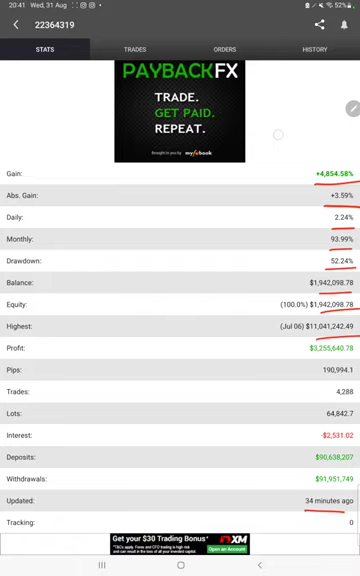 20:41 Wed, 31 Aug 52%
22364319
STATS TRADES ORDERS HISTORY
PAYBACKFX
TRADE.
GET PAID.
REPEAT.
Brought to you by myfxbook
Gain: +4,854.58%
Abs. Gain: +3.59%
Daily: 2.24%
Monthly: 93.99%
Drawdown: 52.24%
Balance: $1,942,098.78
Equity: (100.0%) $1,942,098.78
Highest: (Jul 06) $11,041,242.49
Profit: $3,255,640.78
Pips: 190,994.1
Trades: 4,288
Lots: 64,842.7
Interest: -$2,531.02
Deposits: $90,638,207
Withdrawals: $91,951,749
Updated: 34 minutes ago
Tracking: 0
Get your $30 Trading Bonus* XM
Open an Account